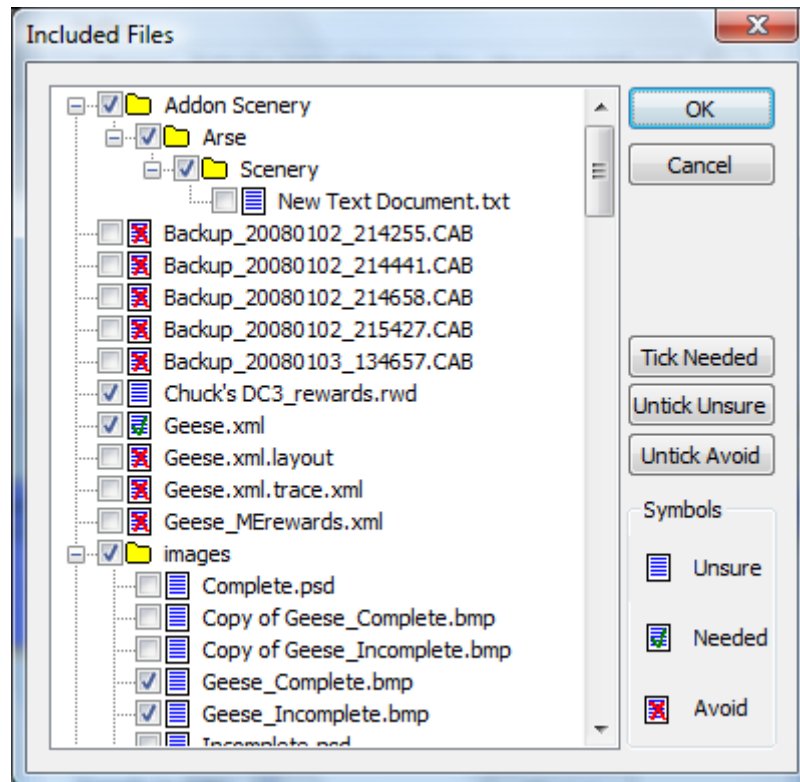 Included Files
Addon Scenery
Arse
Scenery
New Text Document.txt
Backup_20080102_214255.CAB
Backup_20080102_214441.CAB
Backup_20080102_214658.CAB
Backup_20080102_215427.CAB
Backup_20080103_134657.CAB
Chuck's DC3_rewards.rwd
Geese.xml
Geese.xml.layout
Geese.xml.trace.xml
Geese_MErewards.xml
images
Complete.psd
Copy of Geese_Complete.bmp
Copy of Geese_Incomplete.bmp
Geese_Complete.bmp
Geese_Incomplete.bmp
Incomplete.psd
OK
Cancel
Tick Needed
Untick Unsure
Untick Avoid
Symbols
Unsure
Needed
Avoid